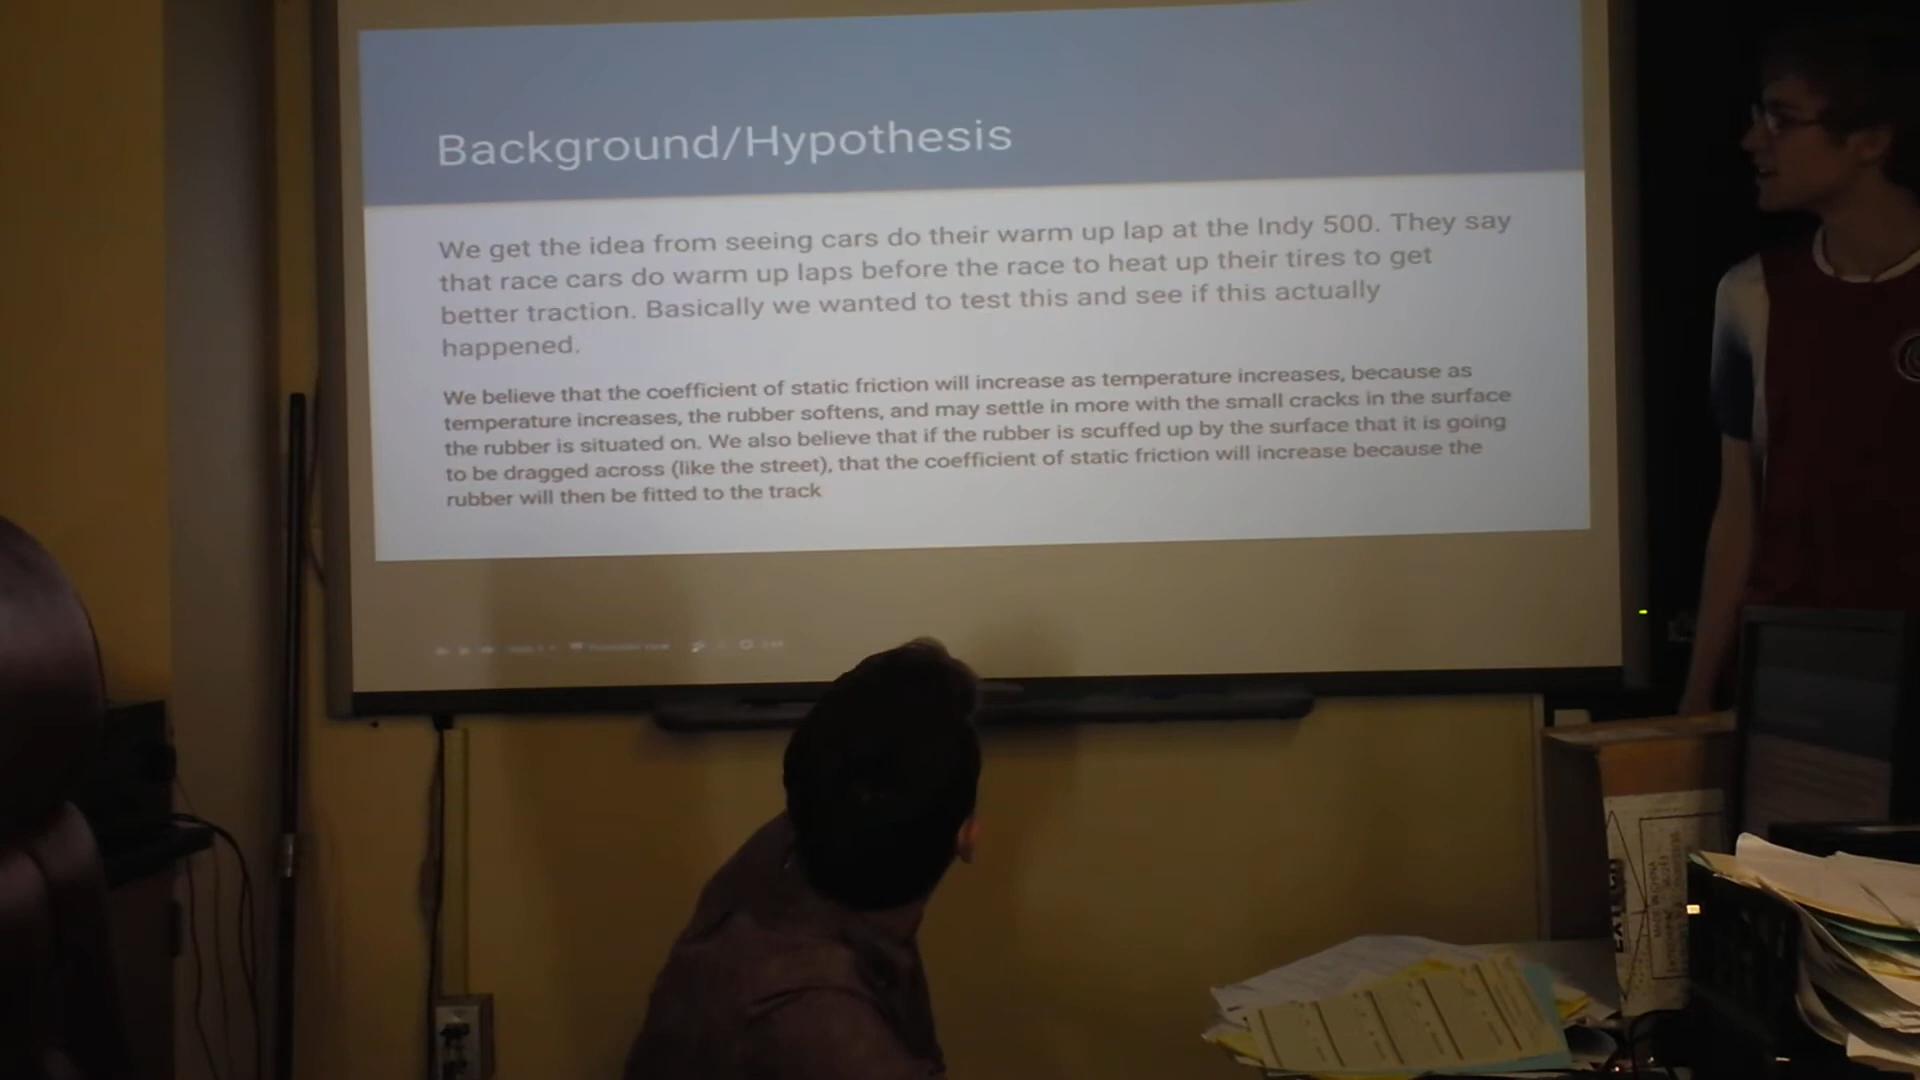 Background/Hypothesis
We get the idea from seeing cars do their warm up lap at the Indy 500. They say
that race cars do warm up laps before the race to heat up their tires to get
better traction. Basically we wanted to test this and see if this actually
happened.
We believe that the coefficient of static friction will increase as temperature increases, because as
temperature increases, the rubber softens, and may settle in more with the small cracks in the surface
the rubber is situated on. We also believe that if the rubber is scuffed up by the surface that it is going
to be dragged across (like the street), that the coefficient of static friction will increase because the
rubber will then be fitted to the track
MADE IN CHINA